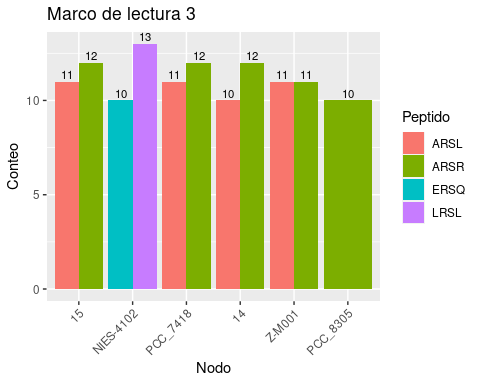 Marco de lectura 3
Conteo
10
5
0
11
12
10
13
11
12
10
12
11
11
10
15
NIES-4102
PCC_7418
14
Z-M001
PCC_8305
Nodo
Peptido
ARSL
ARSR
ERSQ
LRSL